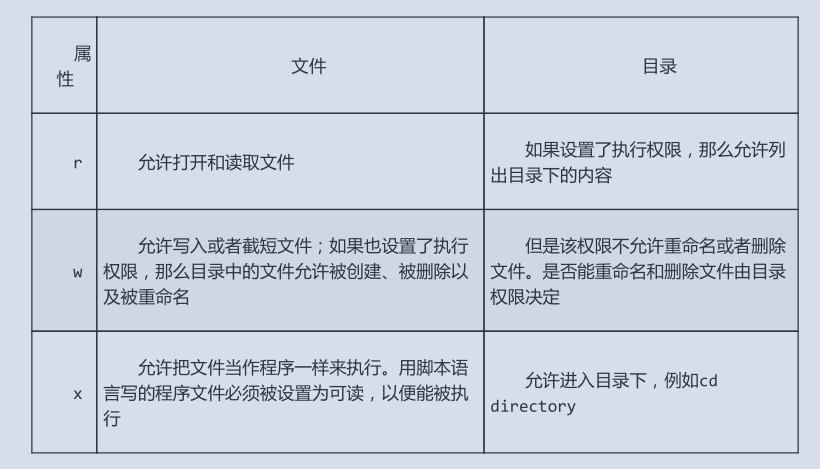 属
性
文件
目录
r
允许打开和读取文件
如果设置了执行权限，那么允许列
出目录下的内容
w
允许写入或者截短文件；如果也设置了执行
权限，那么目录中的文件允许被创建、被删除以
及被重命名
但是该权限不允许重命名或者删除
文件。是否能重命名和删除文件由目录
权限决定
x
允许把文件当作程序一样来执行。用脚本语
言写的程序文件必须被设置为可读，以便能被执
行
允许进入目录下，例如cd
directory